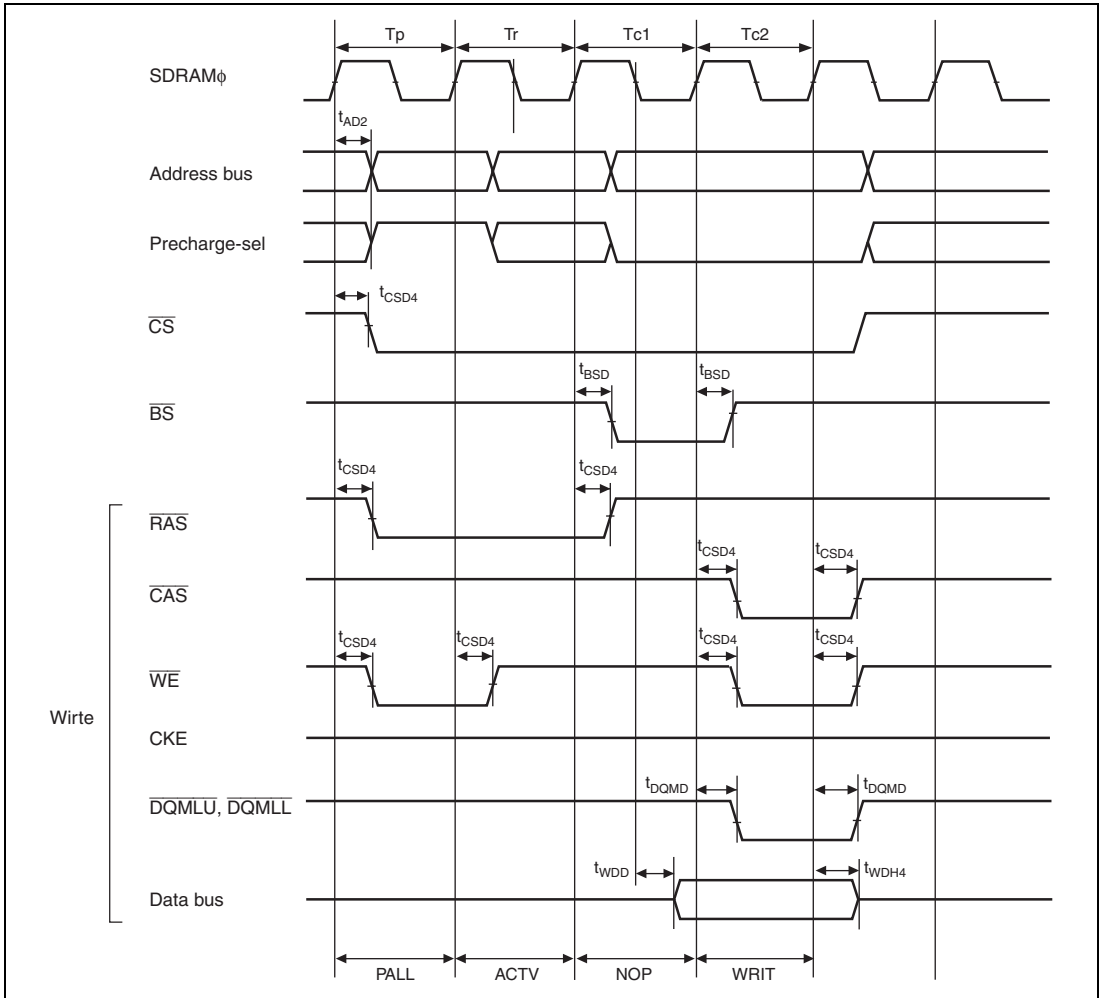 Tp Tr Tc1 Tc2
SDRAMϕ
tAD2
Address bus
Precharge-sel
tCSD4
CS
tBSD tBSD
BS
tCSD4 tCSD4
RAS
tCSD4 tCSD4
CAS
tCSD4 tCSD4 tCSD4 tCSD4
WE
Wirte
CKE
tDQMD tDQMD
DQMLU, DQMLL
tWDD tWDH4
Data bus
PALL ACTV NOP WRIT